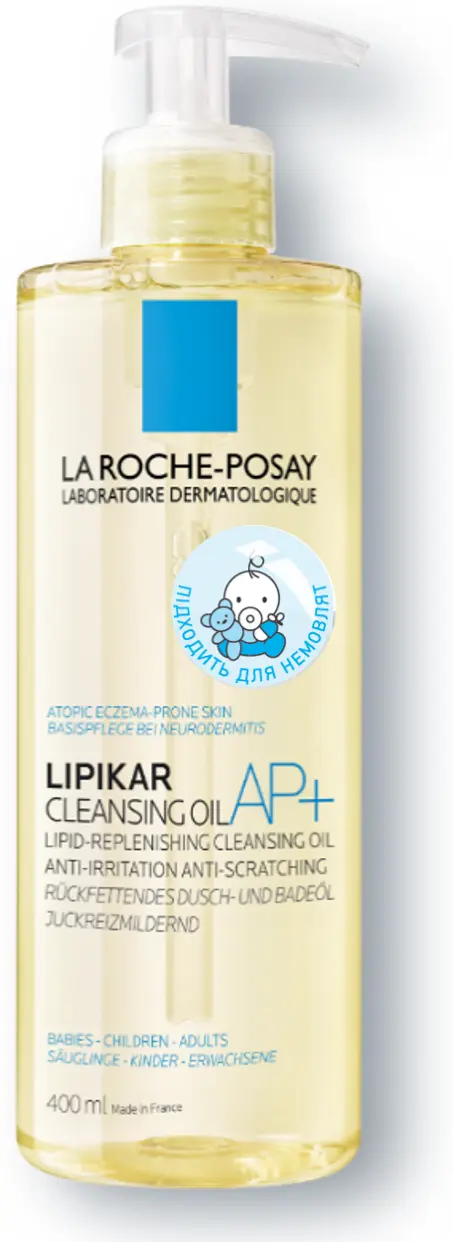 LA ROCHE-POSAY
LABORATOIRE DERMATOLOGIQUE
ПІДХОДИТЬ ДЛЯ НЕМОВЛЯТ
ATOPIC ECZEMA-PRONE SKIN
BASISPFLEGE BEI NEURODERMITIS
LIPIKAR
CLEANSING OIL AP+
LIPID-REPLENISHING CLEANSING OIL
ANTI-IRRITATION ANTI-SCRATCHING
RÜCKFETTENDES DUSCH- UND BADEÖL
JUCKREIZMILDERND
BABIES - CHILDREN - ADULTS
SÄUGLINGE - KINDER - ERWACHSENE
400 ml Made in France